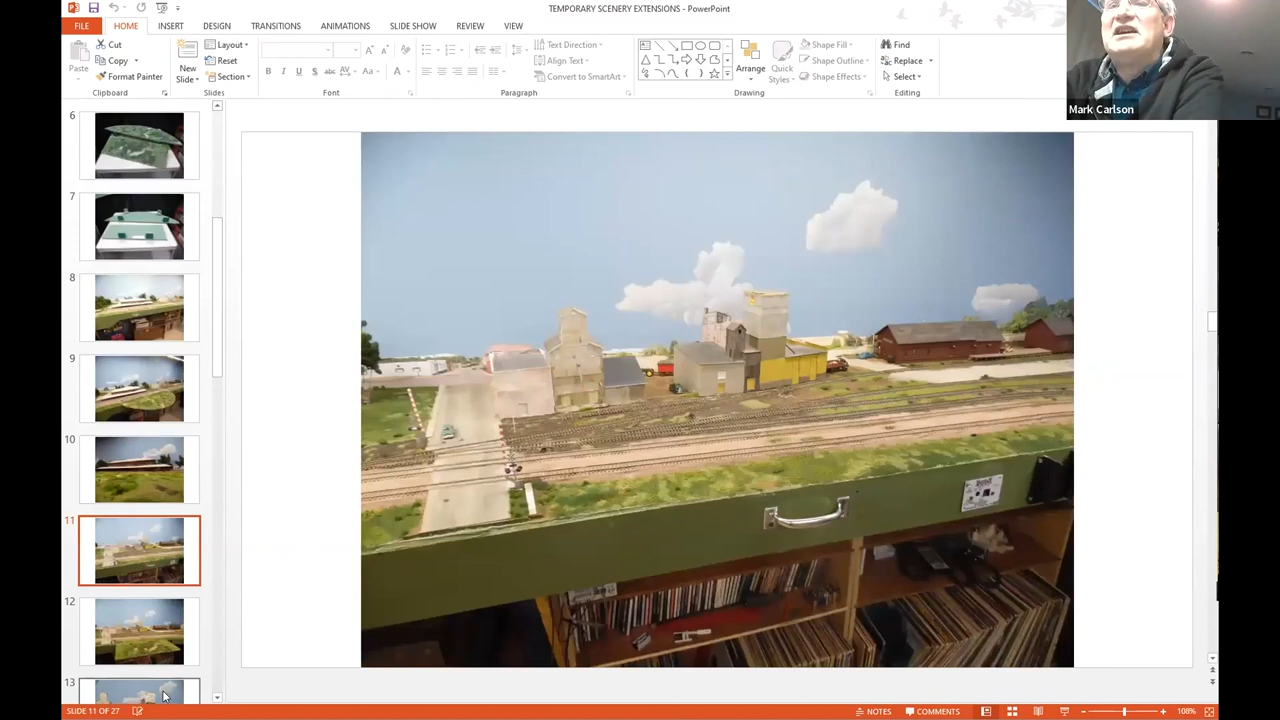 TEMPORARY SCENERY EXTENSIONS - PowerPoint
FILE HOME INSERT DESIGN TRANSITIONS ANIMATIONS SLIDE SHOW REVIEW VIEW
Paste
Cut
Copy
Format Painter
Clipboard
New
Slide
Layout
Reset
Section
Slides
B I U S abc AV Aa A
Font
Text Direction
Align Text
Convert to SmartArt
Paragraph
Arrange
Quick
Styles
Shape Fill
Shape Outline
Shape Effects
Drawing
Find
Replace
Select
Editing
Mark Carlson
6
7
8
9
10
11
12
13
SLIDE 11 OF 27
NOTES
COMMENTS
108%